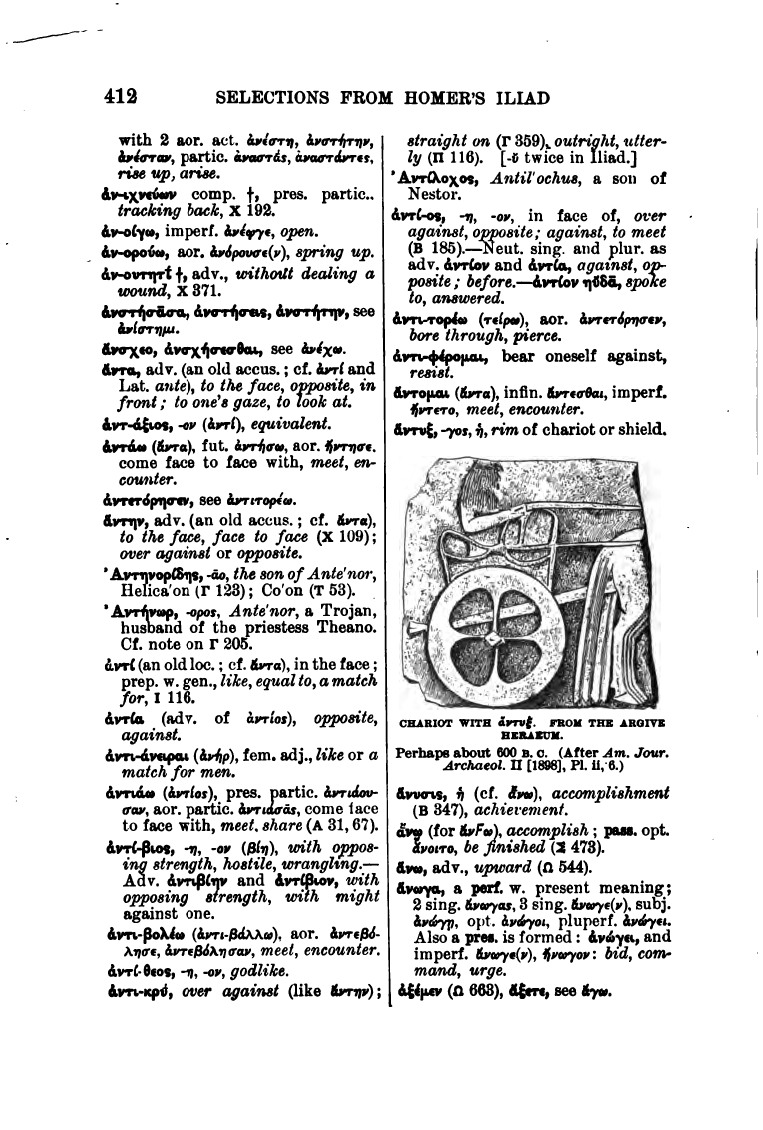 412 SELECTIONS FROM HOMER'S ILIAD
with 2 aor. act. ἀνέστη, ἀνστήτην,
ἀνέσταν, partic. ἀναστάς, ἀναστάντες,
rise up, arise.
ἀν-ιχνεύων comp. †, pres. partic..
tracking back, Χ 192.
ἀν-οίγω, imperf. ἀνέῳγε, open.
ἀν-ορούω, aor. ἀνόρουσε(ν), spring up.
ἀν-ουτητί †, adv., without dealing a
wound, Χ 371.
ἀνστήσᾱσα, ἀνστήσεις, ἀνστήτην, see
ἀνίστημι.
ἄνσχεο, ἀνσχήσεσθαι, see ἀνέχω.
ἄντα, adv. (an old accus.; cf. ἀντί and
Lat. ante), to the face, opposite, in
front; to one's gaze, to look at.
ἀντ-άξιος, -ον (ἀντί), equivalent.
ἀντάω (ἄντα), fut. ἀντήσω, aor. ἤντησε.
come face to face with, meet, en-
counter.
ἀντετόρησεν, see ἀντιτορέω.
ἄντην, adv. (an old accus.; cf. ἄντα),
to the face, face to face (Χ 109);
over against or opposite.
Ἀντηνορίδης, -ᾱο, the son of Ante'nor,
Helica'on (Γ 123); Co'on (Τ 53).
Ἀντήνωρ, -ορος, Ante'nor, a Trojan,
husband of the priestess Theano.
Cf. note on Γ 205.
ἀντί (an old loc.; cf. ἄντα), in the face;
prep. w. gen., like, equal to, a match
for, Ι 116.
ἀντία (adv. of ἀντίος), opposite,
against.
ἀντι-άνειραι (ἀνήρ), fem. adj., like or a
match for men.
ἀντιάω (ἀντίος), pres. partic. ἀντιόου-
σαν, aor. partic. ἀντιάσᾱς, come face
to face with, meet. share (Α 31, 67).
ἀντί-βιος, -η, -ον (βίη), with oppos-
ing strength, hostile, wrangling.—
Adv. ἀντιβίην and ἀντίβιον, with
opposing strength, with might
against one.
ἀντι-βολέω (ἀντι-βάλλω), aor. ἀντεβό-
λησε, ἀντεβόλησαν, meet, encounter.
ἀντί-θεος, -η, -ον, godlike.
ἀντι-κρύ, over against (like ἄντην);
straight on (Γ 359), outright, utter-
ly (Π 116). [-ῡ twice in Iliad.]
Ἀντίλοχος, Antil'ochus, a son of
Nestor.
ἀντί-ος, -η, -ον, in face of, over
against, opposite; against, to meet
(Β 185).—Neut. sing. and plur. as
adv. ἀντίον and ἀντία, against, op-
posite; before.—ἀντίον ηὔδᾱ, spoke
to, answered.
ἀντι-τορέω (τείρω), aor. ἀντετόρησεν,
bore through, pierce.
ἀντι-φέρομαι, bear oneself against,
resist.
ἄντομαι (ἄντα), infin. ἄντεσθαι, imperf.
ἤντετο, meet, encounter.
ἄντυξ, -γος, ἡ, rim of chariot or shield.
CHARIOT WITH ἄντυξ. FROM THE ARGIVE
HERAEUM.
Perhaps about 600 B. C. (After Am. Jour.
Archaeol. II [1898], Pl. ii, 6.)
ἄνυσις, ἡ (cf. ἄνω), accomplishment
(Β 347), achievement.
ἄνω (for ἄνϝω), accomplish; pass. opt.
ἄνοιτο, be finished (Σ 473).
ἄνω, adv., upward (Ω 544).
ἄνωγα, a perf. w. present meaning;
2 sing. ἄνωγας, 3 sing. ἄνωγε(ν), subj.
ἀνώγῃ, opt. ἀνώγοι, pluperf. ἀνώγει.
Also a pres. is formed: ἀνώγει, and
imperf. ἄνωγε(ν), ἤνωγον: bid, com-
mand, urge.
ἀξέμεν (Ω 663), ἄξετε, see ἄγω.